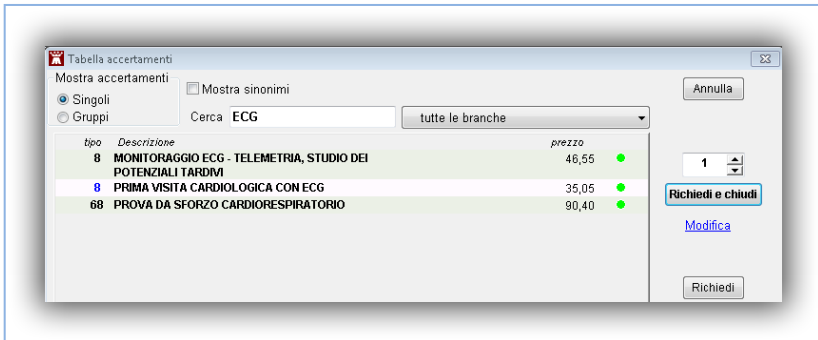 Tabella accertamenti
Mostra accertamenti
Singoli
Gruppi
Mostra sinonimi
Cerca ECG
tutte le branche
Annulla
tipo Descrizione prezzo
8 MONITORAGGIO ECG - TELEMETRIA, STUDIO DEI 46,55
POTENZIALI TARDIVI
8 PRIMA VISITA CARDIOLOGICA CON ECG 35,05
68 PROVA DA SFORZO CARDIORESPIRATORIO 90,40
1
Richiedi e chiudi
Modifica
Richiedi